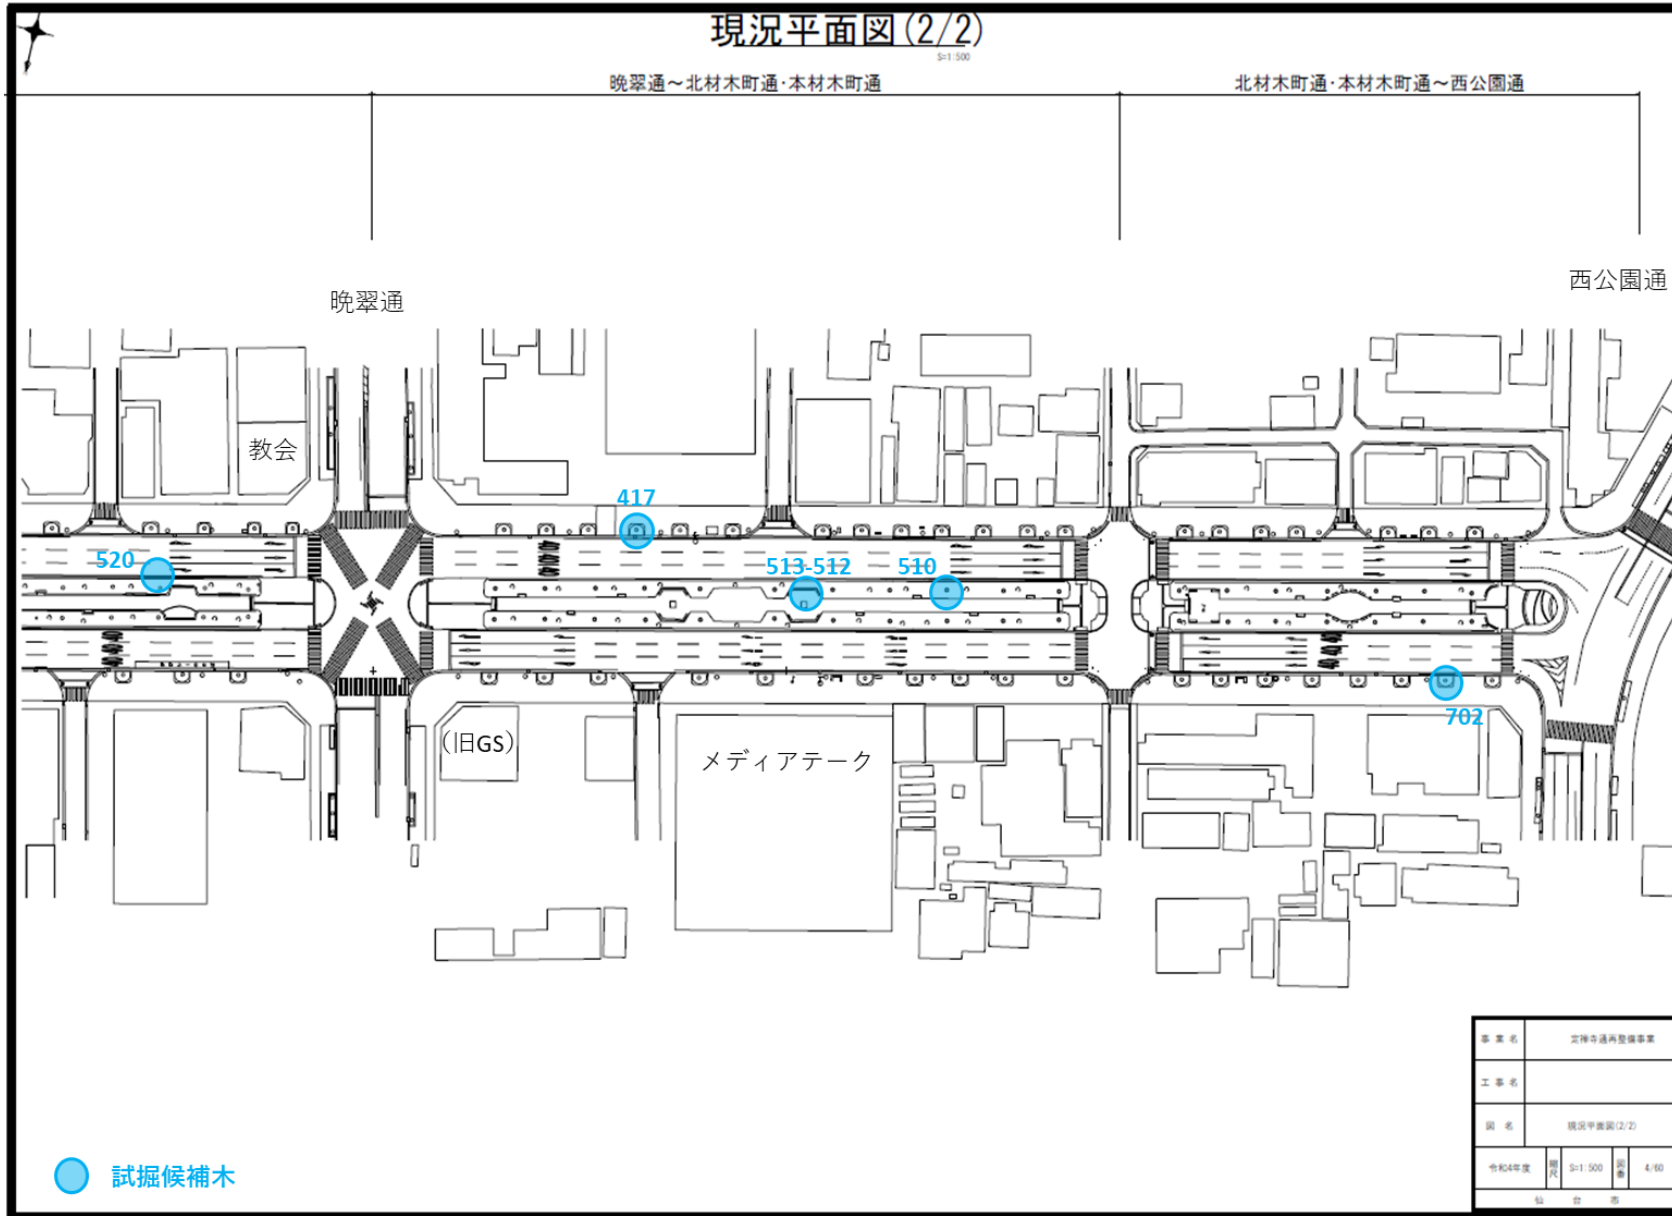 現況平面図(2/2)
S=1:500
晩翠通～北材木町通・本材木町通
北材木町通・本材木町通～西公園通
西公園通
晩翠通
教会
417
520
513-512
510
702
(旧GS)
メディアテーク
事 業 名
定禅寺通再整備事業
工 事 名
図 名
現況平面図(2/2)
令和4年度
縮尺
S=1:500
図番
4/60
仙 台 市
試掘候補木